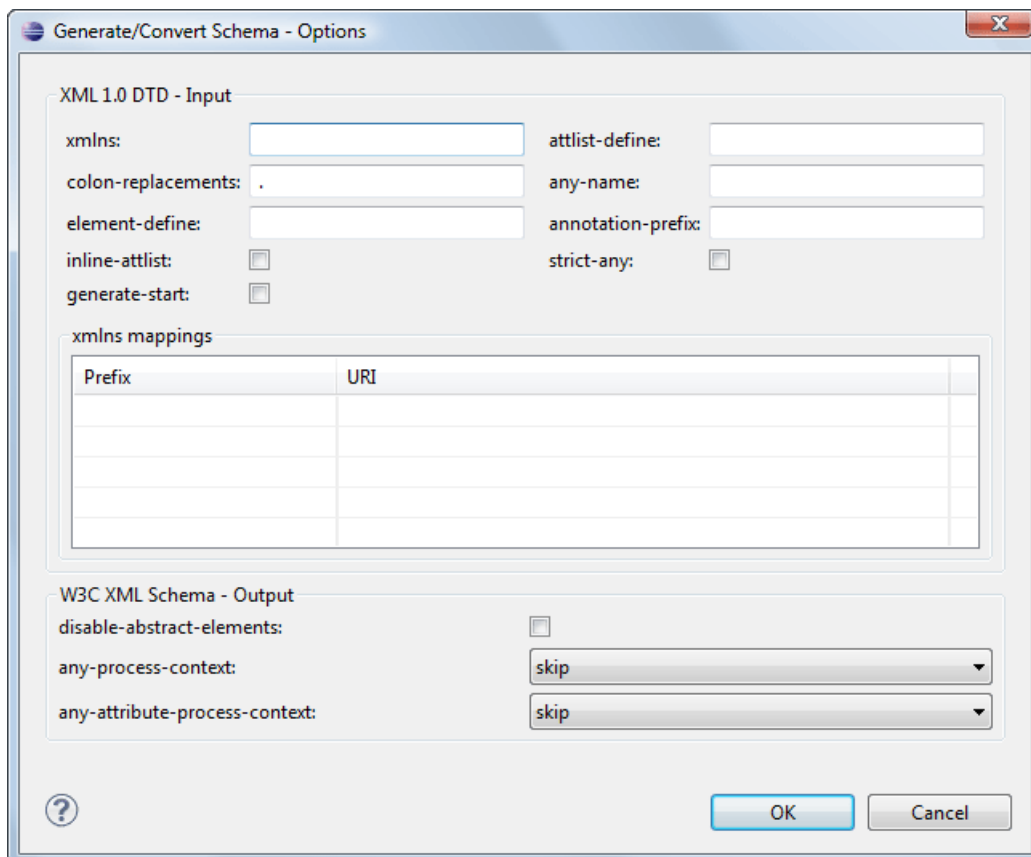 Generate/Convert Schema - Options
XML 1.0 DTD - Input
xmlns: attlist-define:
colon-replacements: . any-name:
element-define: annotation-prefix:
inline-attlist: strict-any:
generate-start:
xmlns mappings
Prefix URI
W3C XML Schema - Output
disable-abstract-elements:
any-process-context: skip
any-attribute-process-context: skip
? OK Cancel